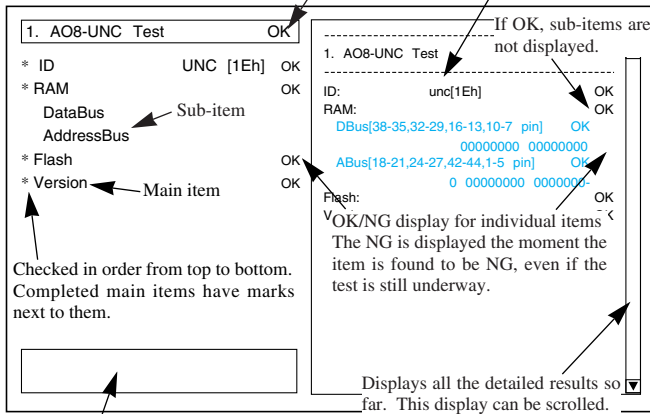 1. AO8-UNC Test OK
* ID UNC [1Eh] OK
* RAM OK
DataBus
Sub-item
AddressBus
* Flash OK
* Version OK
Main item
Checked in order from top to bottom.
Completed main items have marks
next to them.
If OK, sub-items are
not displayed.
1. AO8-UNC Test
ID: unc[1Eh] OK
RAM: OK
DBus[38-35,32-29,16-13,10-7 pin] OK
00000000 00000000
ABus[18-21,24-27,42-44,1-5 pin] OK
0 00000000 0000000-
Flash: OK
OK/NG display for individual items
The NG is displayed the moment the
item is found to be NG, even if the
test is still underway.
Displays all the detailed results so
far. This display can be scrolled.